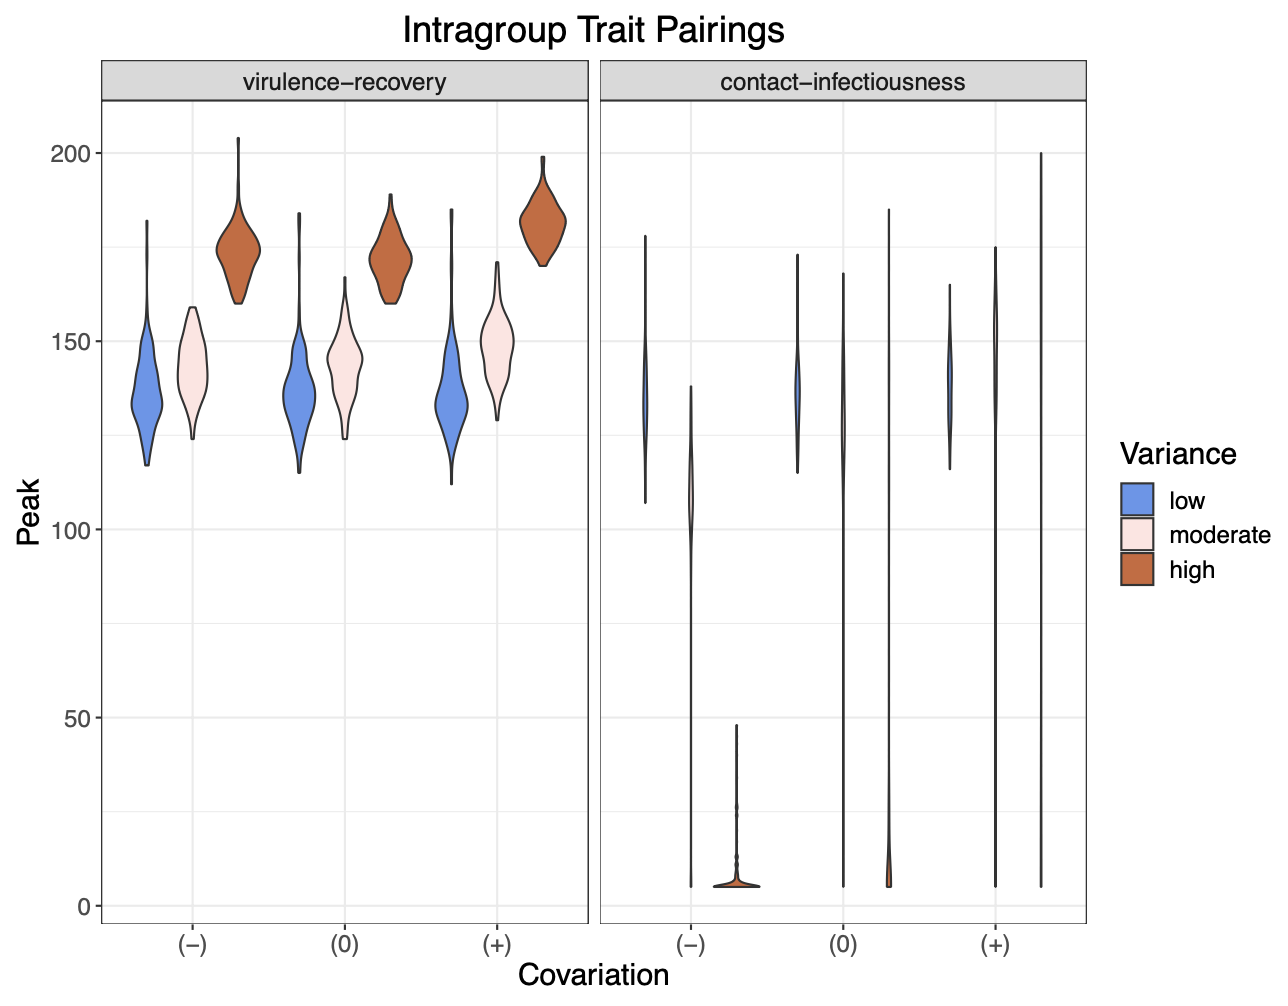 Intragroup Trait Pairings
virulence−recovery
contact−infectiousness
200
150
100
50
0
Peak
(−)
(0)
(+)
(−)
(0)
(+)
Covariation
Variance
low
moderate
high